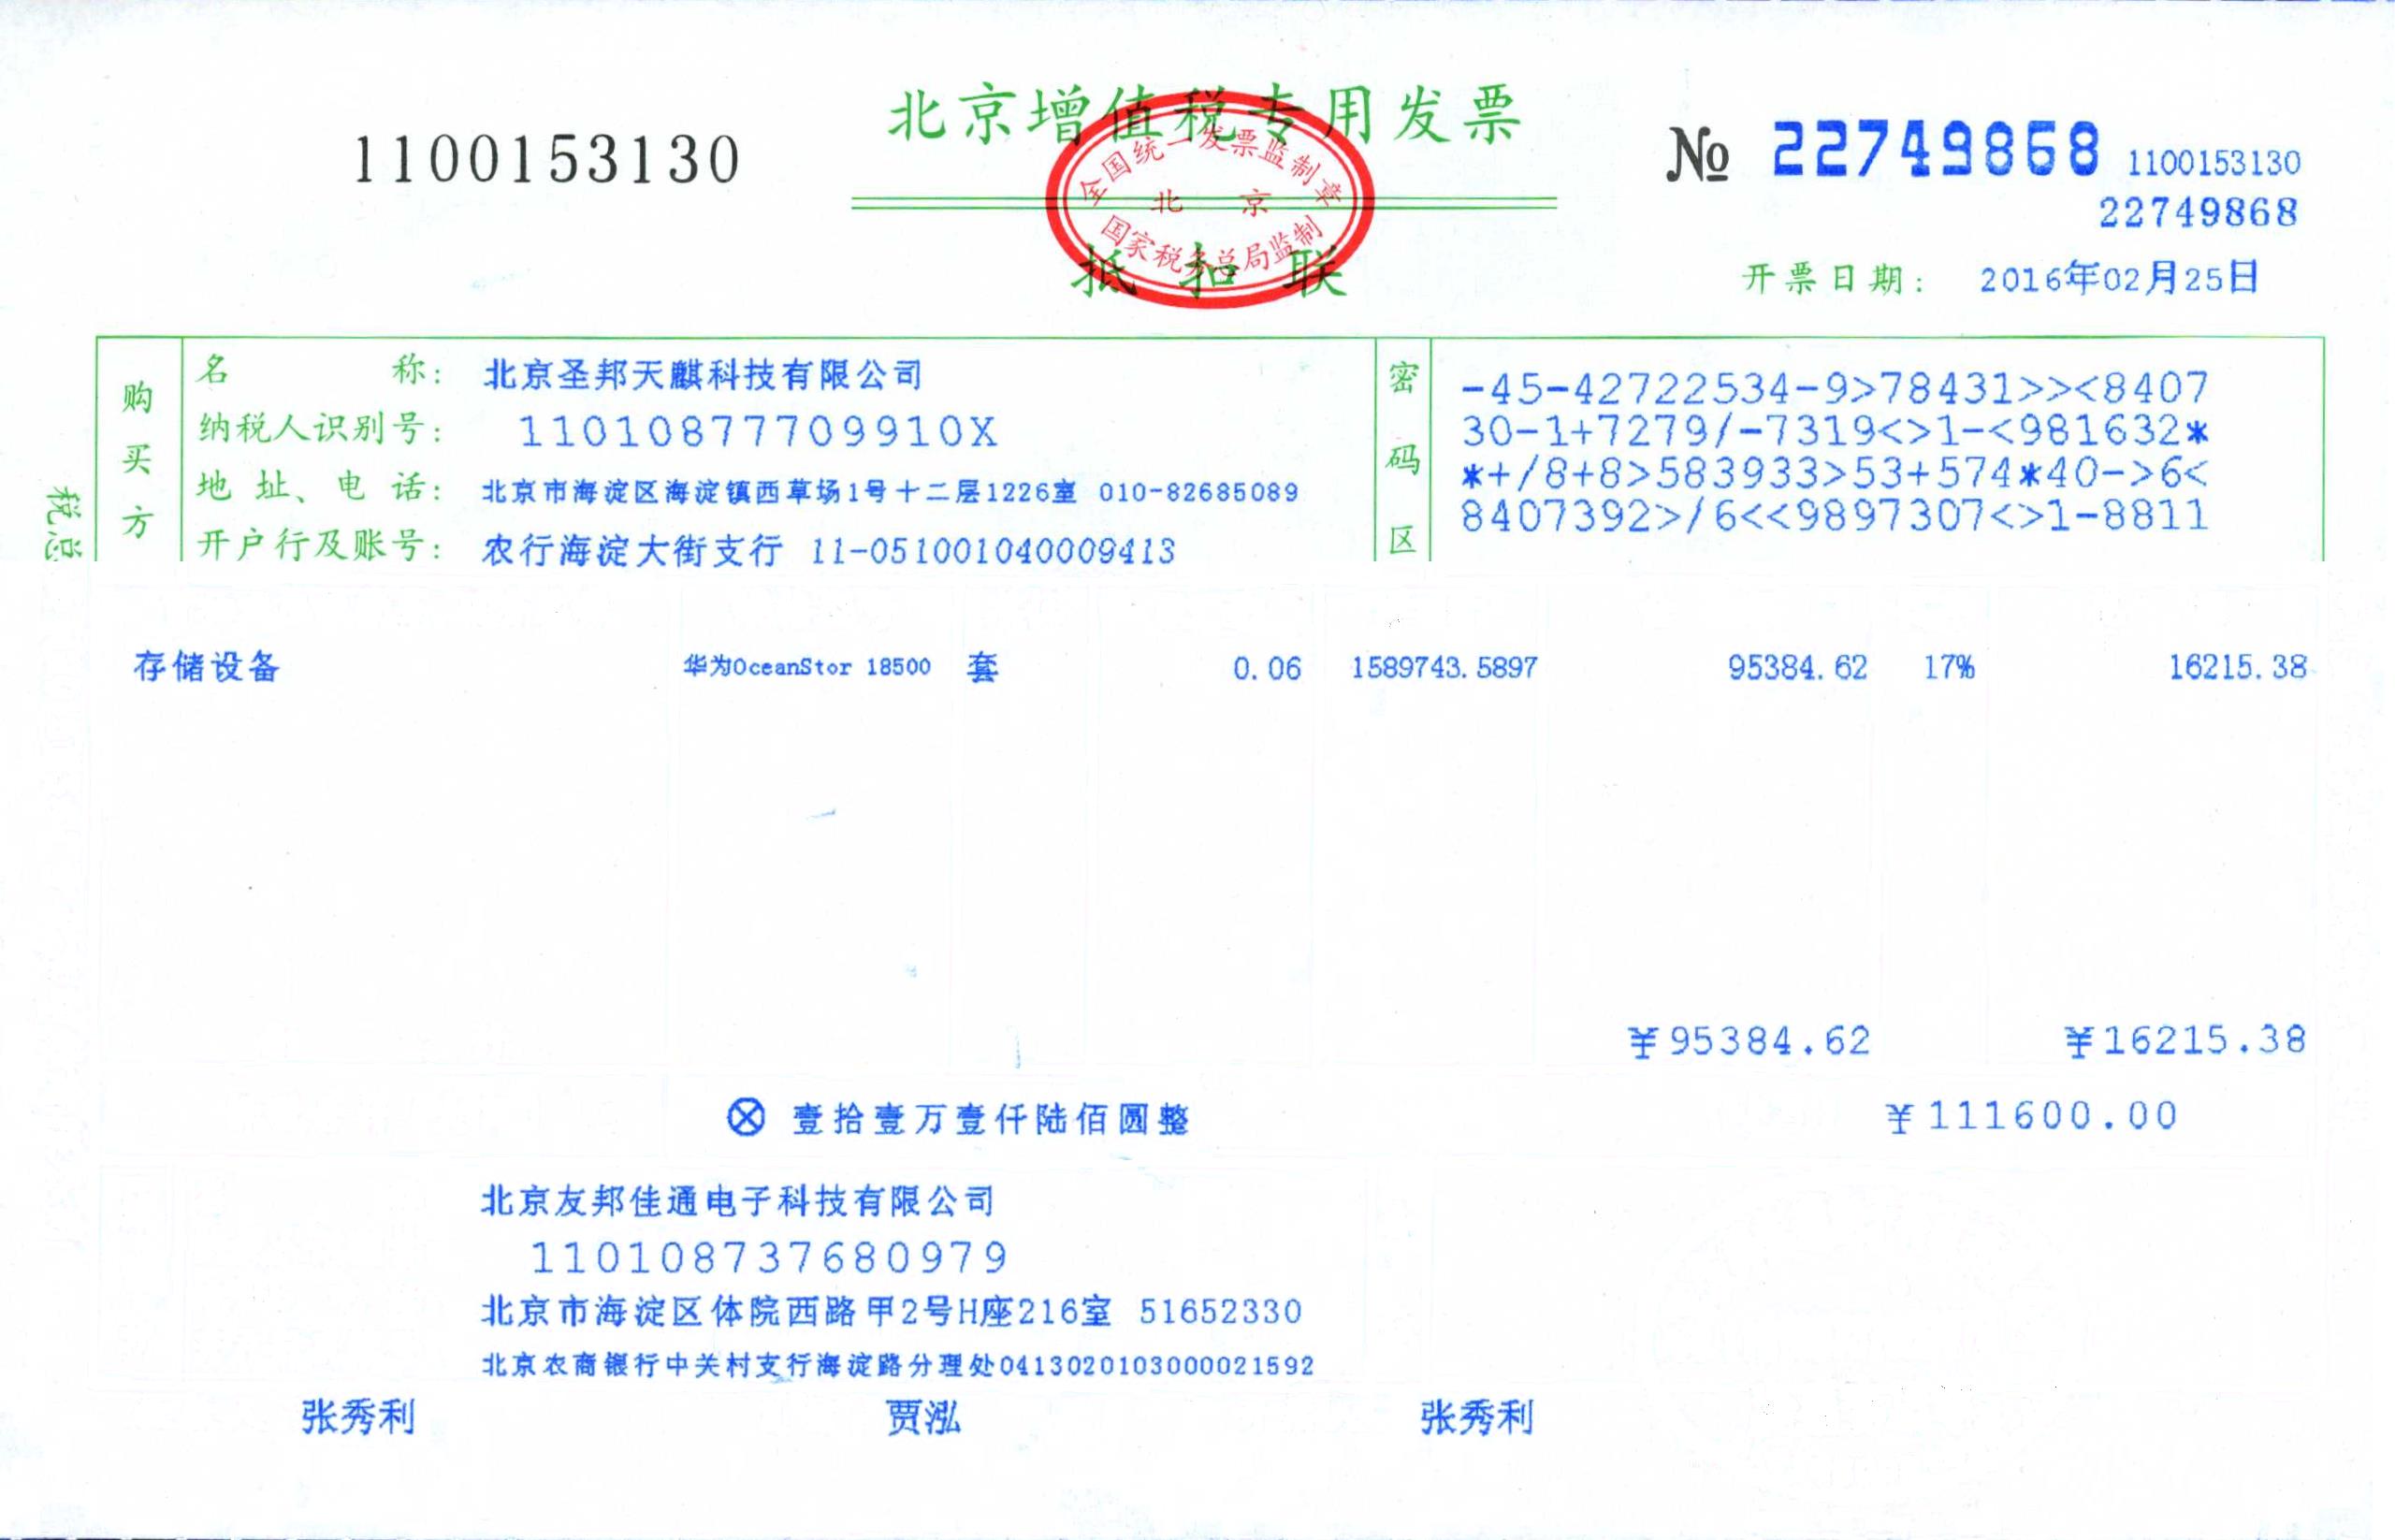 北京增值税专用发票
1100153130
No 22749868 1100153130
22749868
全国统一发票监制章
北京
国家税务总局监制
抵扣联
开票日期: 2016年02月25日
购买方
名称: 北京圣邦天麒科技有限公司
纳税人识别号: 11010877709910X
地址、电话: 北京市海淀区海淀镇西草场1号十二层1226室 010-82685089
开户行及账号: 农行海淀大街支行 11-051001040009413
密码区
-45-42722534-9>78431>><8407
30-1+7279/-7319<>1-<981632*
*+/8+8>583933>53+574*40->6<
8407392>/6<<9897307<>1-8811
税总
存储设备 华为OceanStor 18500 套 0.06 1589743.5897 95384.62 17% 16215.38
¥95384.62 ¥16215.38
⊗壹拾壹万壹仟陆佰圆整 ¥111600.00
北京友邦佳通电子科技有限公司
110108737680979
北京市海淀区体院西路甲2号H座216室 51652330
北京农商银行中关村支行海淀路分理处0413020103000021592
张秀利 贾泓 张秀利